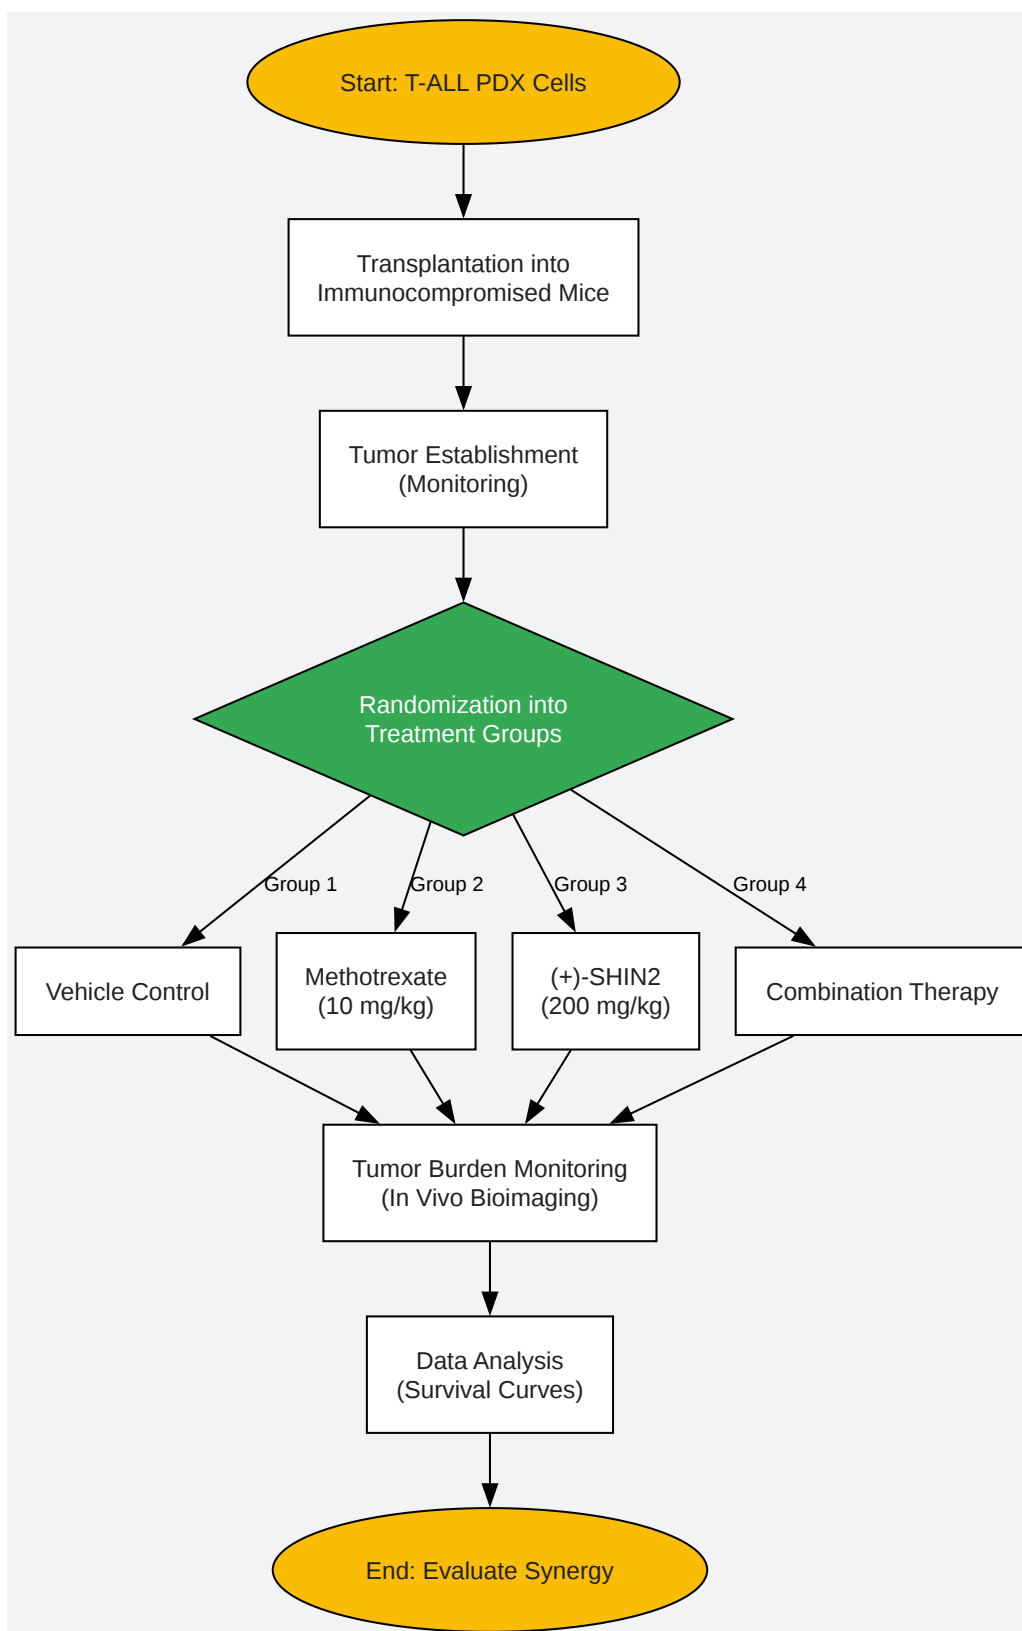 Start: T-ALL PDX Cells
Transplantation into
Immunocompromised Mice
Tumor Establishment
(Monitoring)
Randomization into
Treatment Groups
Group 1
Group 2
Group 3
Group 4
Vehicle Control
Methotrexate
(10 mg/kg)
(+)-SHIN2
(200 mg/kg)
Combination Therapy
Tumor Burden Monitoring
(In Vivo Bioimaging)
Data Analysis
(Survival Curves)
End: Evaluate Synergy